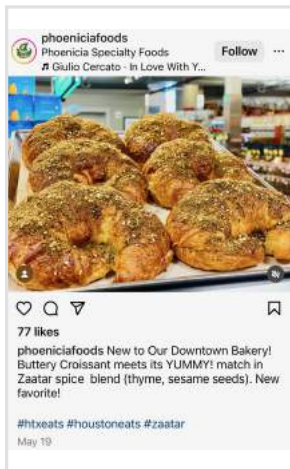 phoeniciafoods
Phoenicia Specialty Foods
Follow ...
♬ Giulio Cercato · In Love With Y...
77 likes
phoeniciafoods New to Our Downtown Bakery!
Buttery Croissant meets its YUMMY! match in
Zaatar spice blend (thyme, sesame seeds). New
favorite!
#htxeats #houstoneats #zaatar
May 19